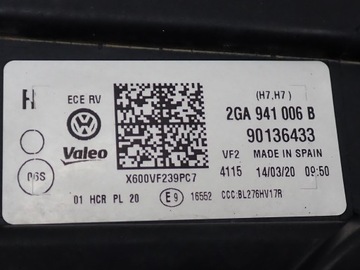 H
ECE RV
(H7,H7)
2GA 941 006 B
90136433
Valeo
VF2 MADE IN SPAIN
06S
X600VF239PC7
4115 14/03/20 09:50
01 HCR PL 20
E9
16552
CCC:BL276HV17R